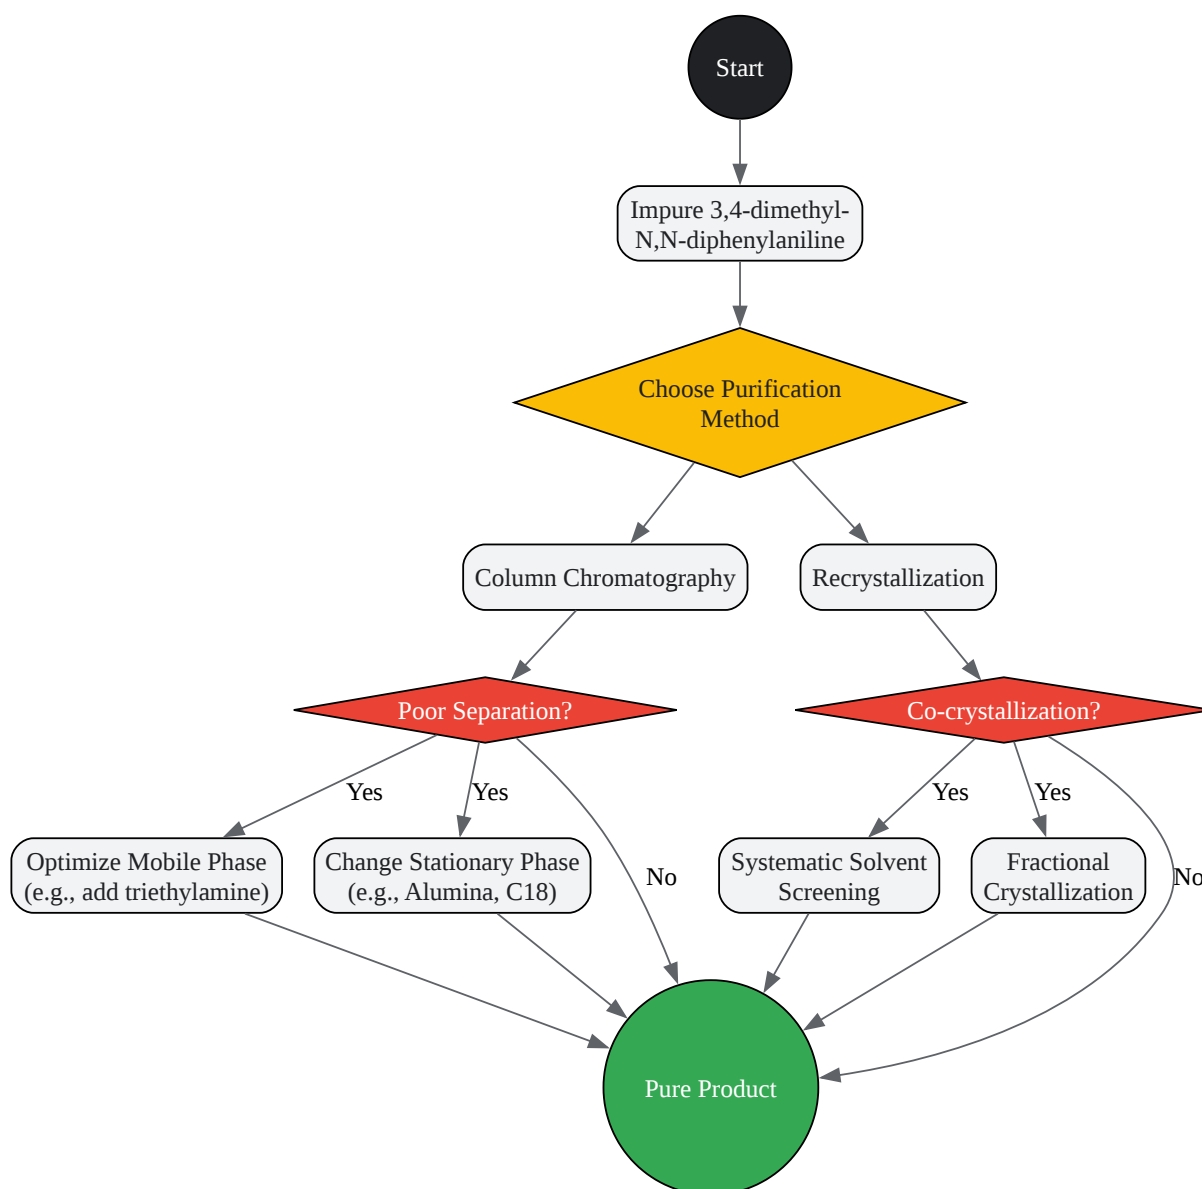 Start
Impure 3,4-dimethyl-
N,N-diphenylaniline
Choose Purification
Method
Column Chromatography
Recrystallization
Poor Separation?
Co-crystallization?
Yes
Yes
Yes
Yes
Optimize Mobile Phase
(e.g., add triethylamine)
Change Stationary Phase
(e.g., Alumina, C18)
No
Systematic Solvent
Screening
Fractional
Crystallization
No
Pure Product